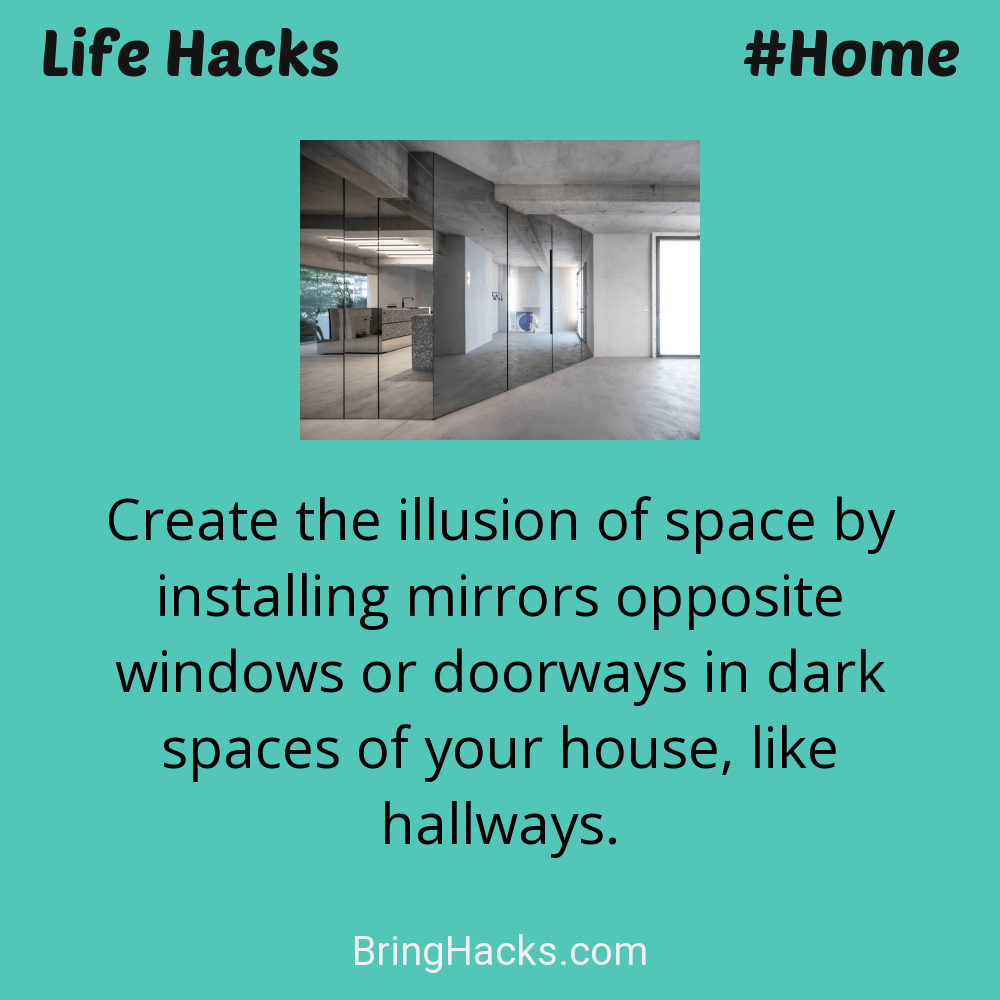 Life Hacks
#Home
Create the illusion of space by
installing mirrors opposite
windows or doorways in dark
spaces of your house, like
hallways.
BringHacks.com